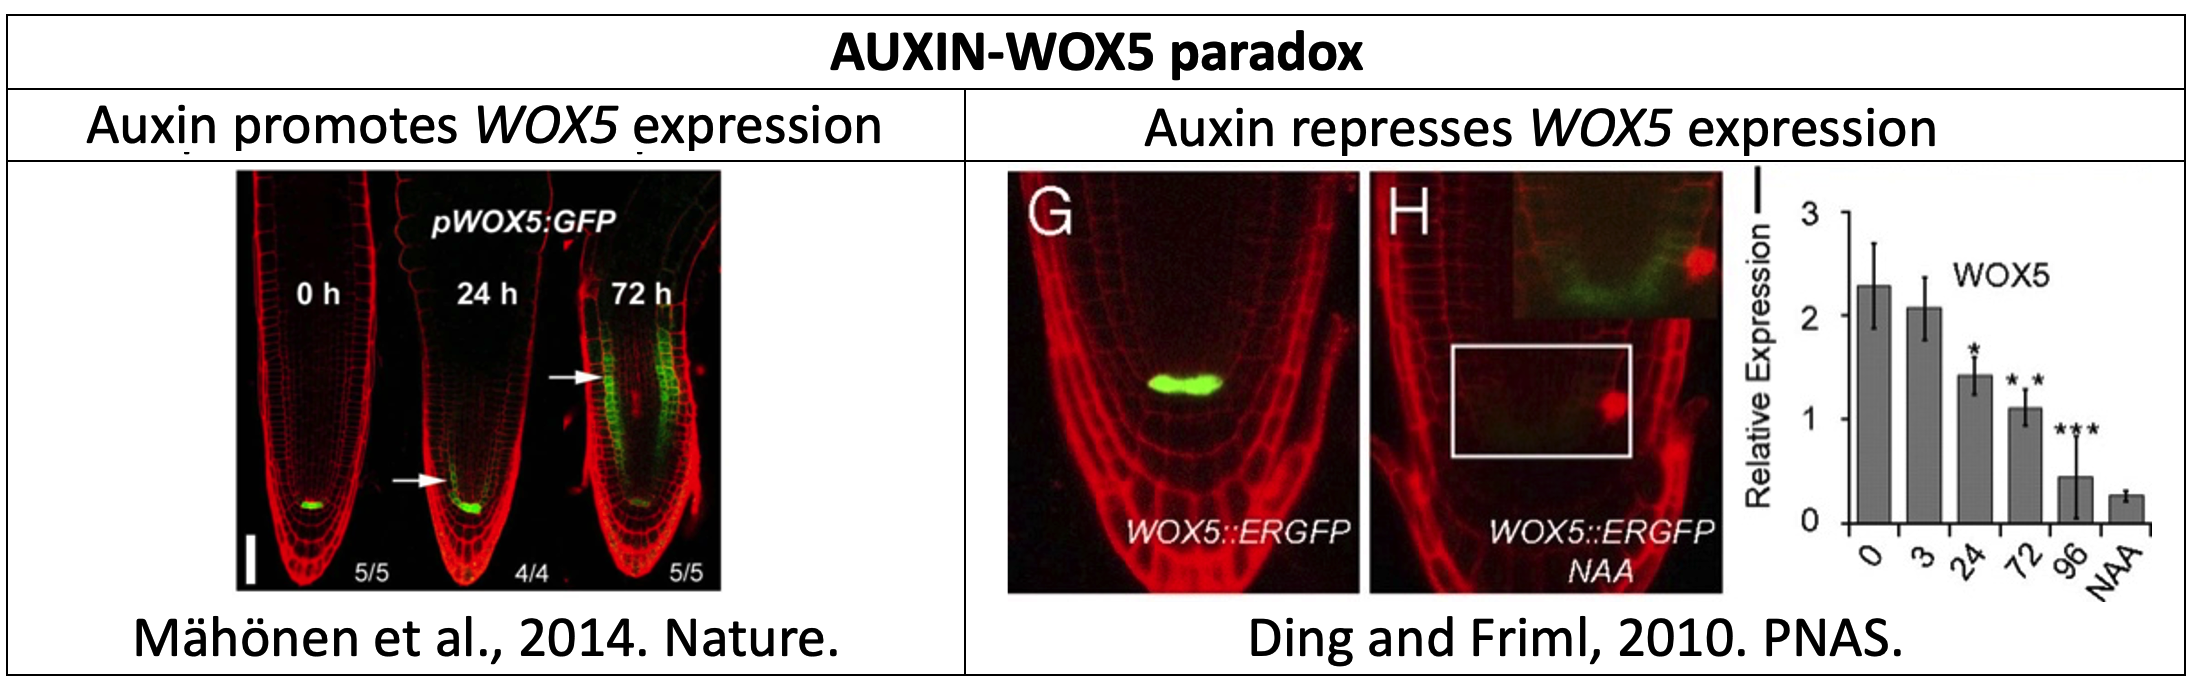 AUXIN-WOX5 paradox
Auxin promotes WOX5 expression
Auxin represses WOX5 expression
pWOX5:GFP
0 h
24 h
72 h
5/5
4/4
5/5
Mähönen et al., 2014. Nature.
G
WOX5::ERGFP
H
WOX5::ERGFP
NAA
I
Relative Expression
3
2
1
0
WOX5
*
* *
***
0
3
24
72
96
NAA
Ding and Friml, 2010. PNAS.